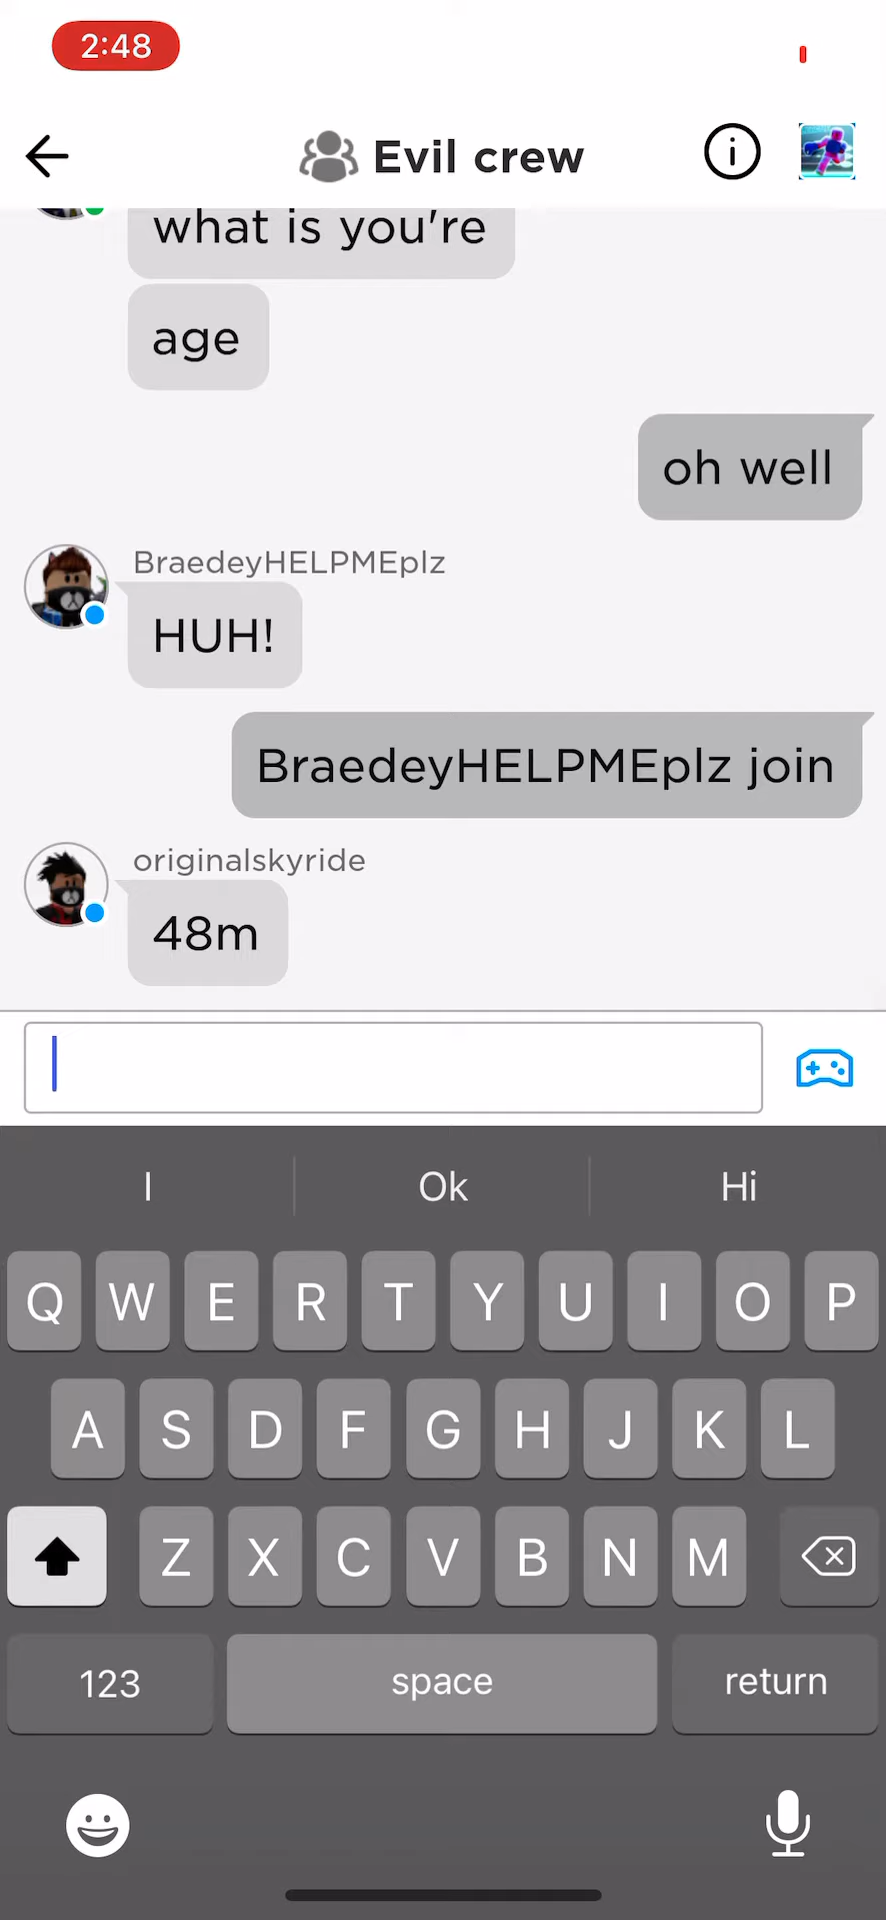 2:48
Evil crew
what is you're
age
oh well
BraedeyHELPMEplz
HUH!
BraedeyHELPMEplz join
originalskyride
48m
I Ok Hi
Q W E R T Y U I O P
A S D F G H J K L
Z X C V B N M
123 space return